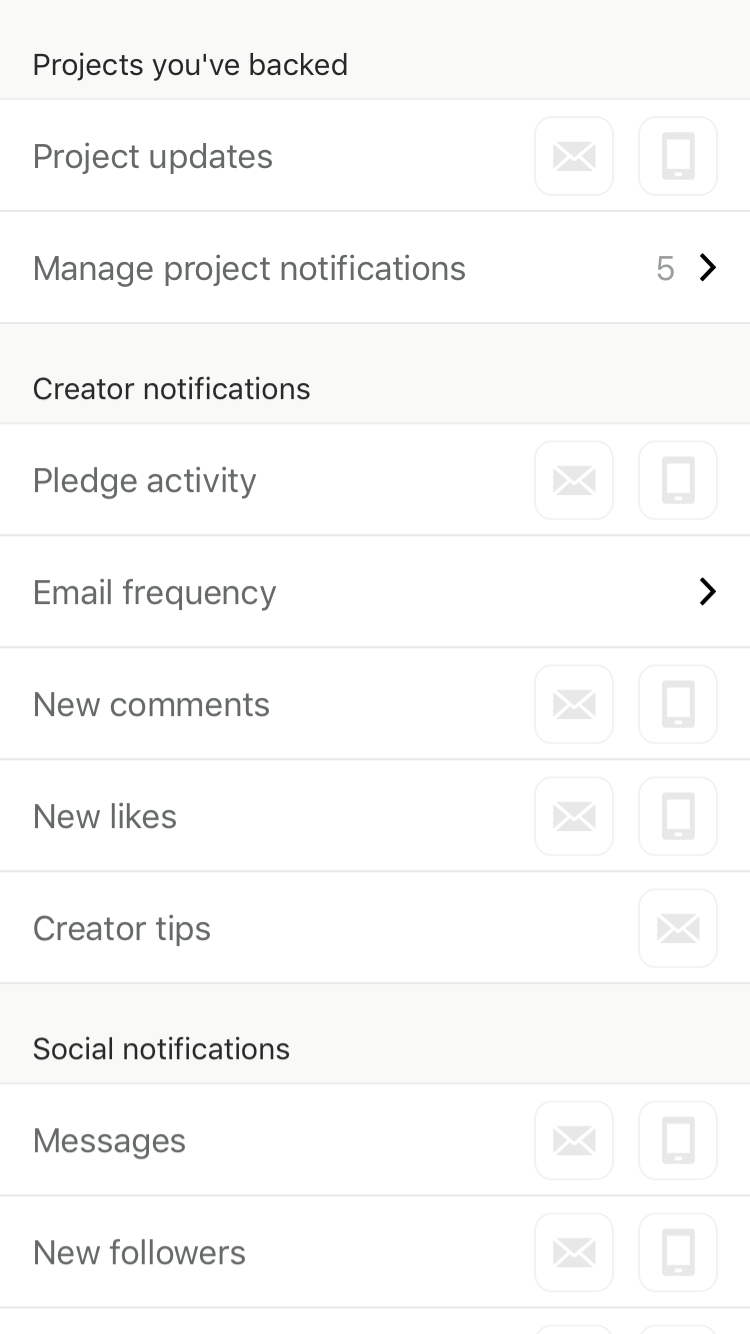 Projects you've backed
Project updates
Manage project notifications 5
Creator notifications
Pledge activity
Email frequency
New comments
New likes
Creator tips
Social notifications
Messages
New followers